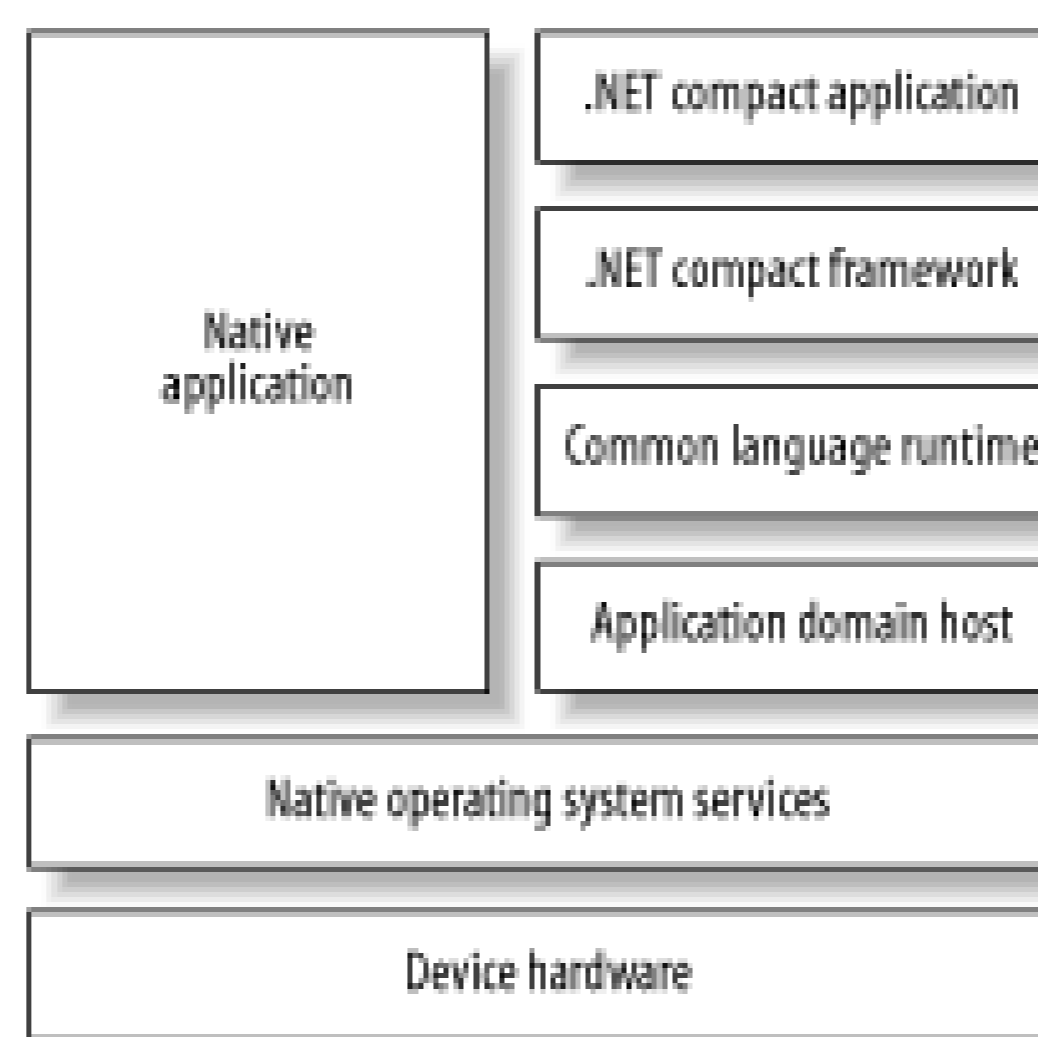 Native
application
.NET compact application
.NET compact framework
Common language runtime
Application domain host
Native operating system services
Device hardware